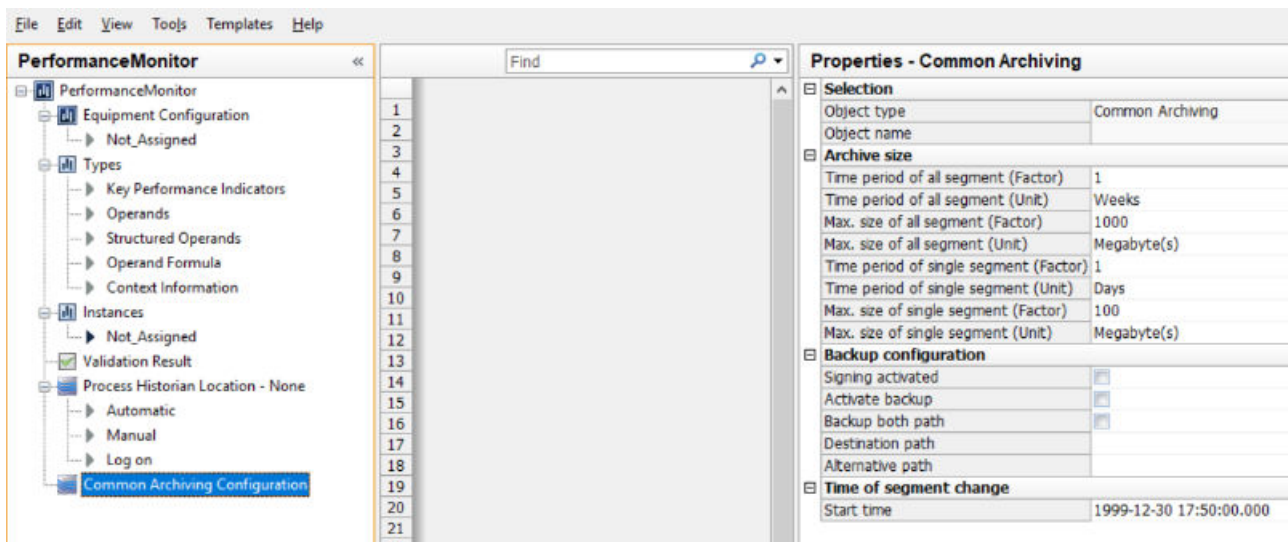 File Edit View Tools Templates Help
PerformanceMonitor «
PerformanceMonitor
Equipment Configuration
Not_Assigned
Types
Key Performance Indicators
Operands
Structured Operands
Operand Formula
Context Information
Instances
Not_Assigned
Validation Result
Process Historian Location - None
Automatic
Manual
Log on
Common Archiving Configuration
Find
1
2
3
4
5
6
7
8
9
10
11
12
13
14
15
16
17
18
19
20
21
Properties - Common Archiving
Selection
Object type Common Archiving
Object name
Archive size
Time period of all segment (Factor) 1
Time period of all segment (Unit) Weeks
Max. size of all segment (Factor) 1000
Max. size of all segment (Unit) Megabyte(s)
Time period of single segment (Factor) 1
Time period of single segment (Unit) Days
Max. size of single segment (Factor) 100
Max. size of single segment (Unit) Megabyte(s)
Backup configuration
Signing activated
Activate backup
Backup both path
Destination path
Alternative path
Time of segment change
Start time 1999-12-30 17:50:00.000